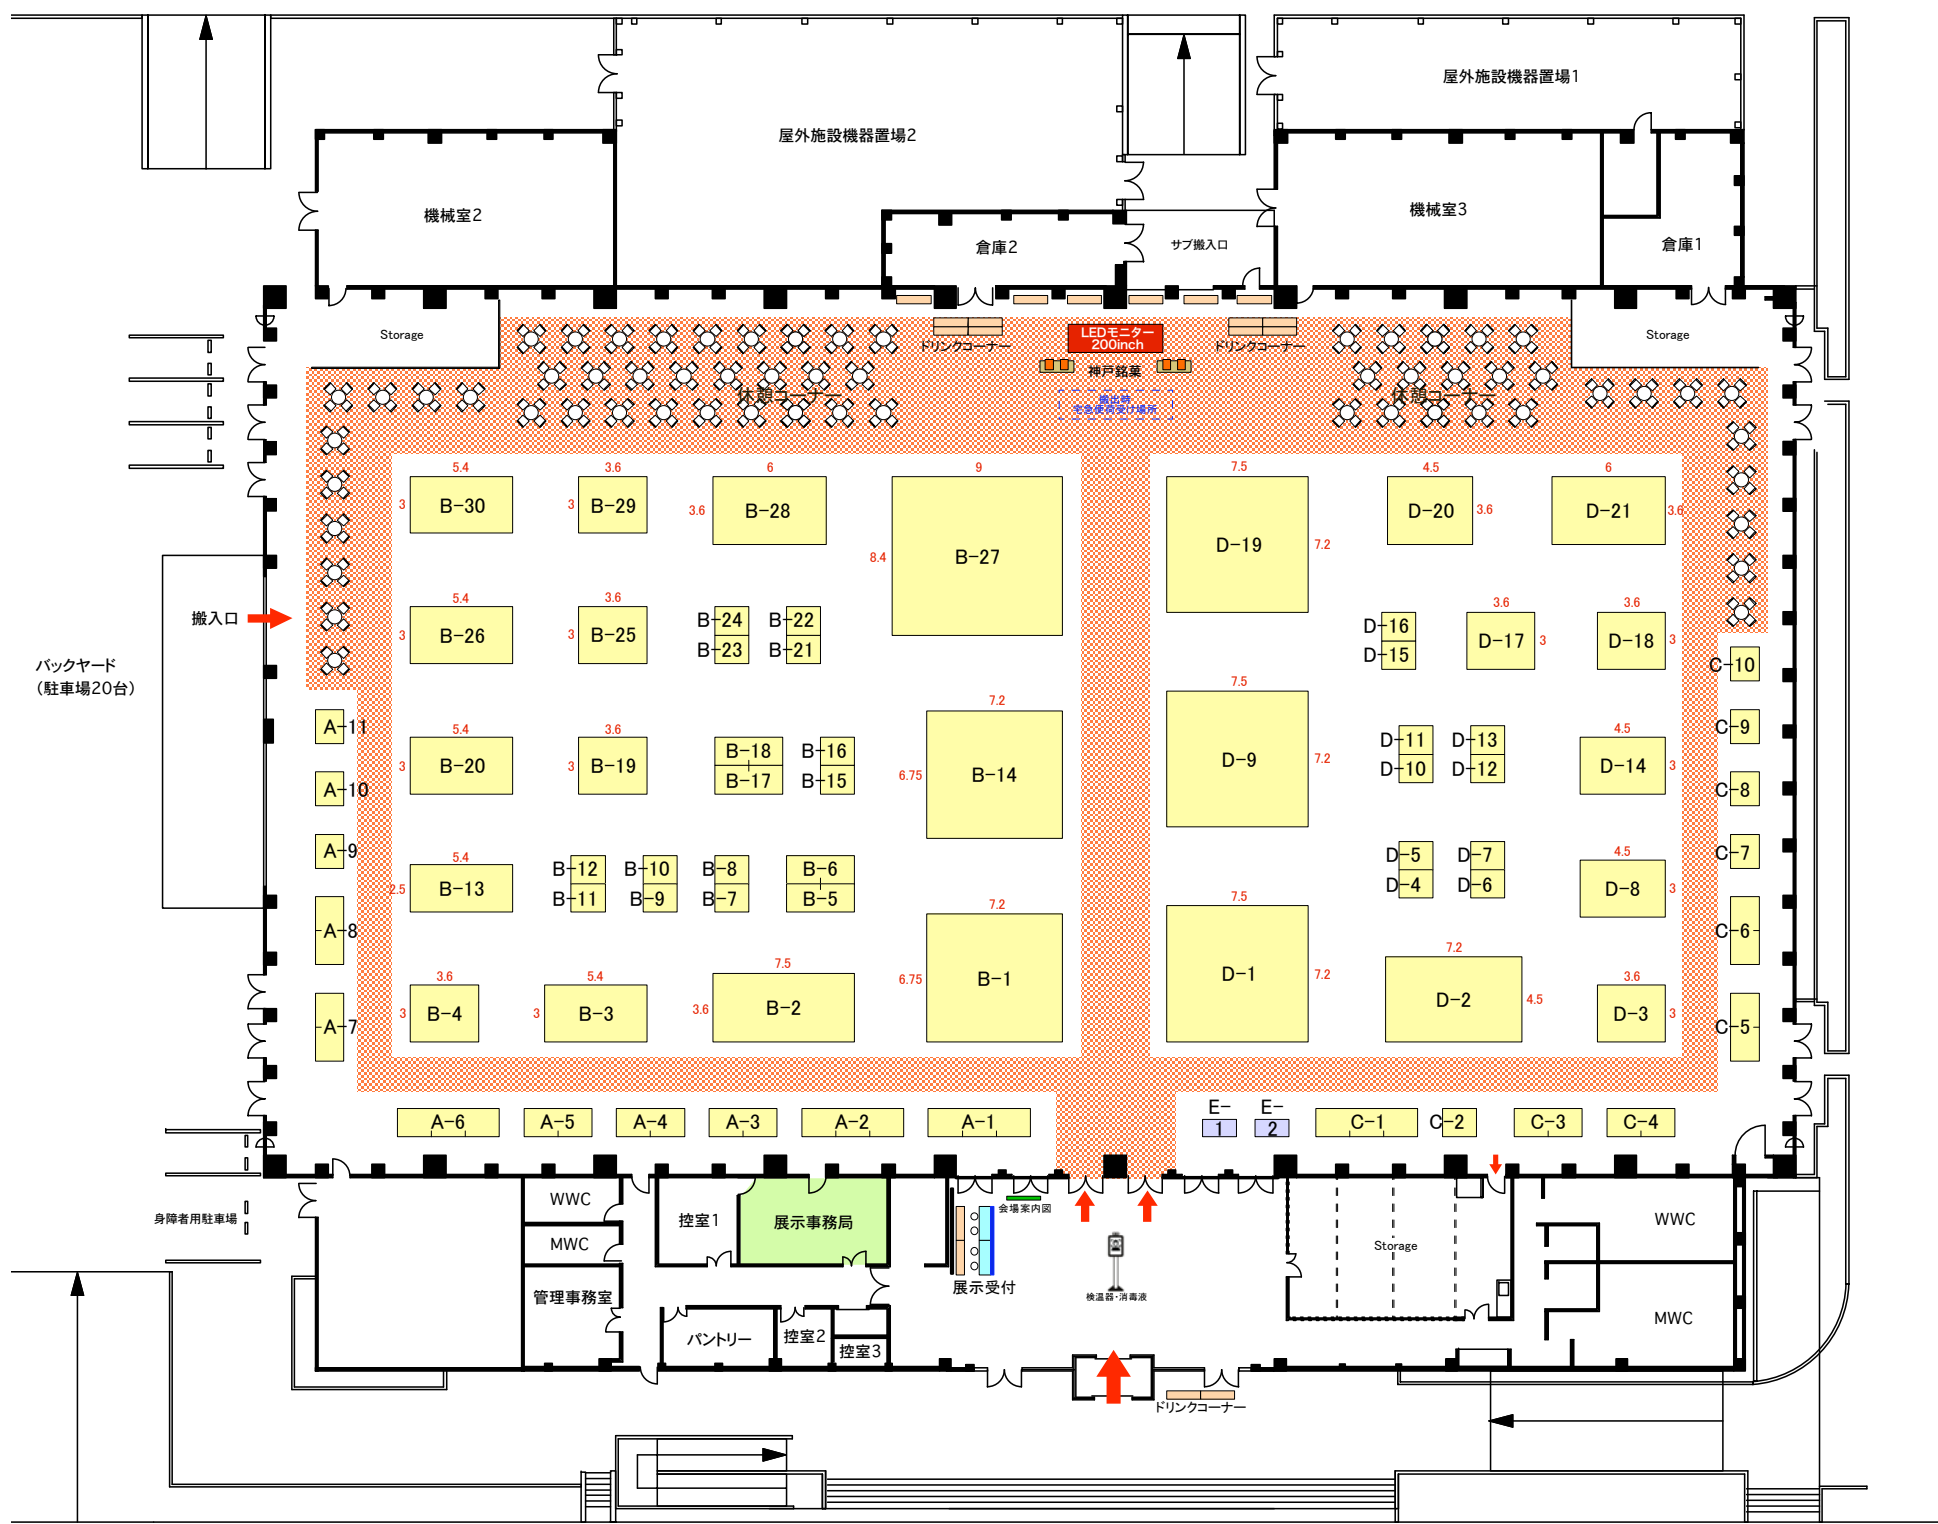 屋外施設機器置場1
屋外施設機器置場2
機械室2
機械室3
倉庫2
サブ搬入口
倉庫1
Storage
LEDモニター
200inch
Storage
ドリンクコーナー
ドリンクコーナー
神戸銘菓
休憩コーナー
休憩コーナー
搬出時
宅急便荷受け場所
5.4
3.6
6
9
7.5
4.5
6
3
B-30
3
B-29
3.6
B-28
8.4
B-27
D-19
7.2
D-20
3.6
D-21
3.6
搬入口
バックヤード
(駐車場20台)
5.4
3.6
3.6
3.6
3
B-26
3
B-25
B-24
B-22
B-23
B-21
D-16
D-15
D-17
3
D-18
3
C-10
7.2
7.5
A-11
5.4
3.6
4.5
C-9
3
B-20
3
B-19
B-18
B-16
B-17
B-15
6.75
B-14
D-9
7.2
D-11
D-13
D-10
D-12
D-14
3
A-10
C-8
A-9
C-7
5.4
4.5
2.5
B-13
B-12
B-10
B-8
B-6
B-11
B-9
B-7
B-5
D-5
D-7
D-4
D-6
D-8
3
7.2
7.5
A-8
C-6
3.6
5.4
7.5
7.2
3.6
A-7
3
B-4
3
B-3
3.6
B-2
6.75
B-1
D-1
7.2
D-2
4.5
D-3
3
C-5
A-6
A-5
A-4
A-3
A-2
A-1
E-
1
E-
2
C-1
C-2
C-3
C-4
身障者用駐車場
WWC
MWC
管理事務室
控室1
展示事務局
会場案内図
展示受付
検温器・消毒液
Storage
WWC
MWC
パントリー
控室2
控室3
ドリンクコーナー